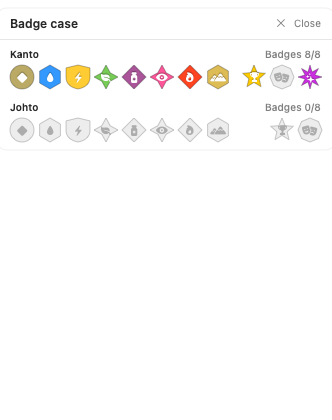 Badge case
Close
Kanto
Badges 8/8
Johto
Badges 0/8